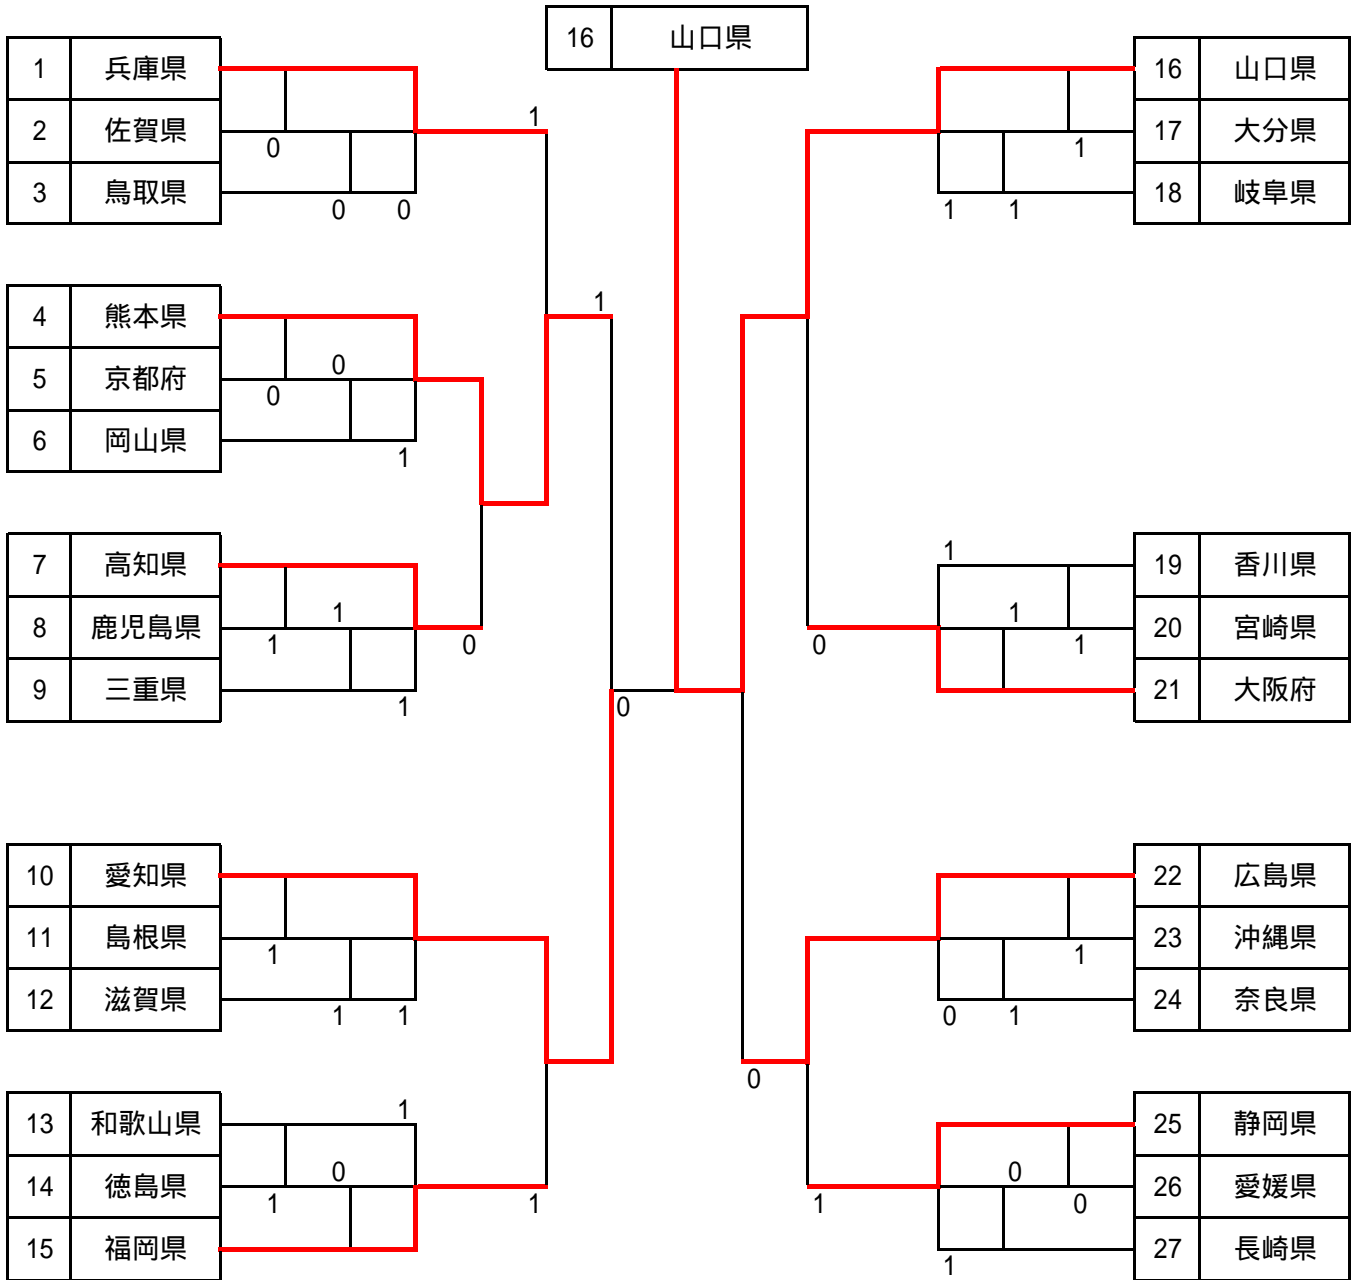 16 山口県
1 兵庫県
2 佐賀県
3 鳥取県
0
0 0
1
4 熊本県
5 京都府
6 岡山県
0
0
1
1
7 高知県
8 鹿児島県
9 三重県
1
1
1
0
10 愛知県
11 島根県
12 滋賀県
1
1 1
13 和歌山県
14 徳島県
15 福岡県
1
0
1
1
0
16 山口県
17 大分県
18 岐阜県
1
1 1
19 香川県
20 宮崎県
21 大阪府
1
1
1
0
22 広島県
23 沖縄県
24 奈良県
1
0 1
0
25 静岡県
26 愛媛県
27 長崎県
0
0
1
1